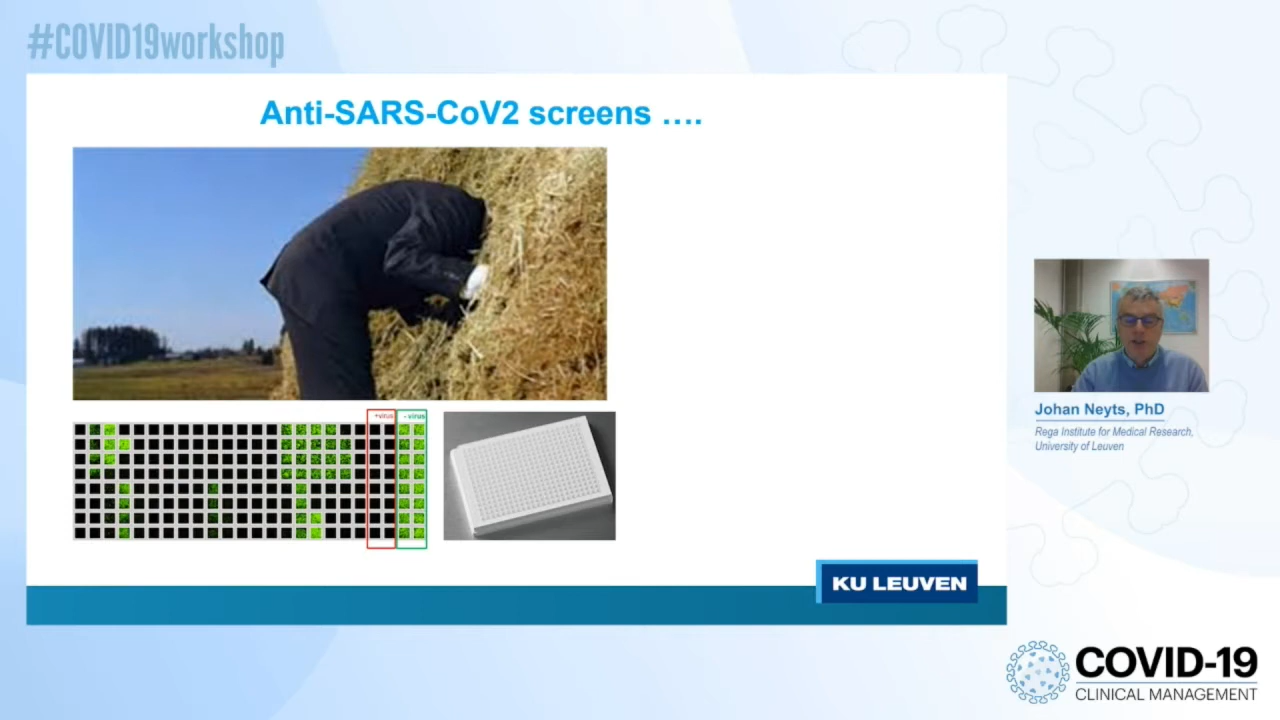 #COVID19workshop
Anti-SARS-CoV2 screens ....
+virus
- virus
KU LEUVEN
Johan Neyts, PhD
Rega Institute for Medical Research,
University of Leuven
COVID-19
CLINICAL MANAGEMENT